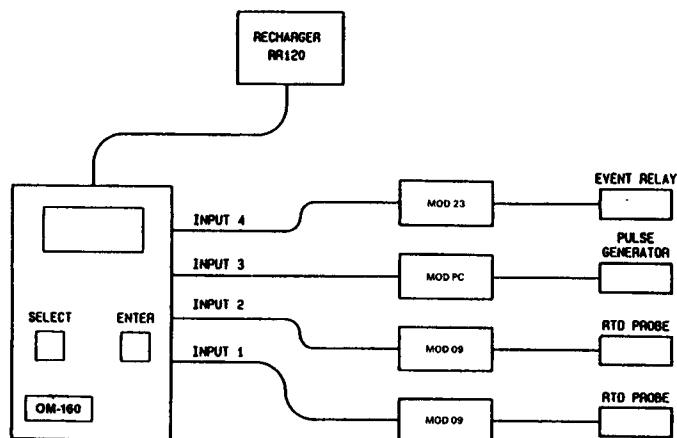 RECHARGER
RR120
EVENT RELAY
MOD 23
INPUT 4
PULSE
GENERATOR
INPUT 3
MOD PC
INPUT 2
SELECT
ENTER
RTD PROBE
MOD 09
INPUT 1
RTD PROBE
OM-160
MOD 09